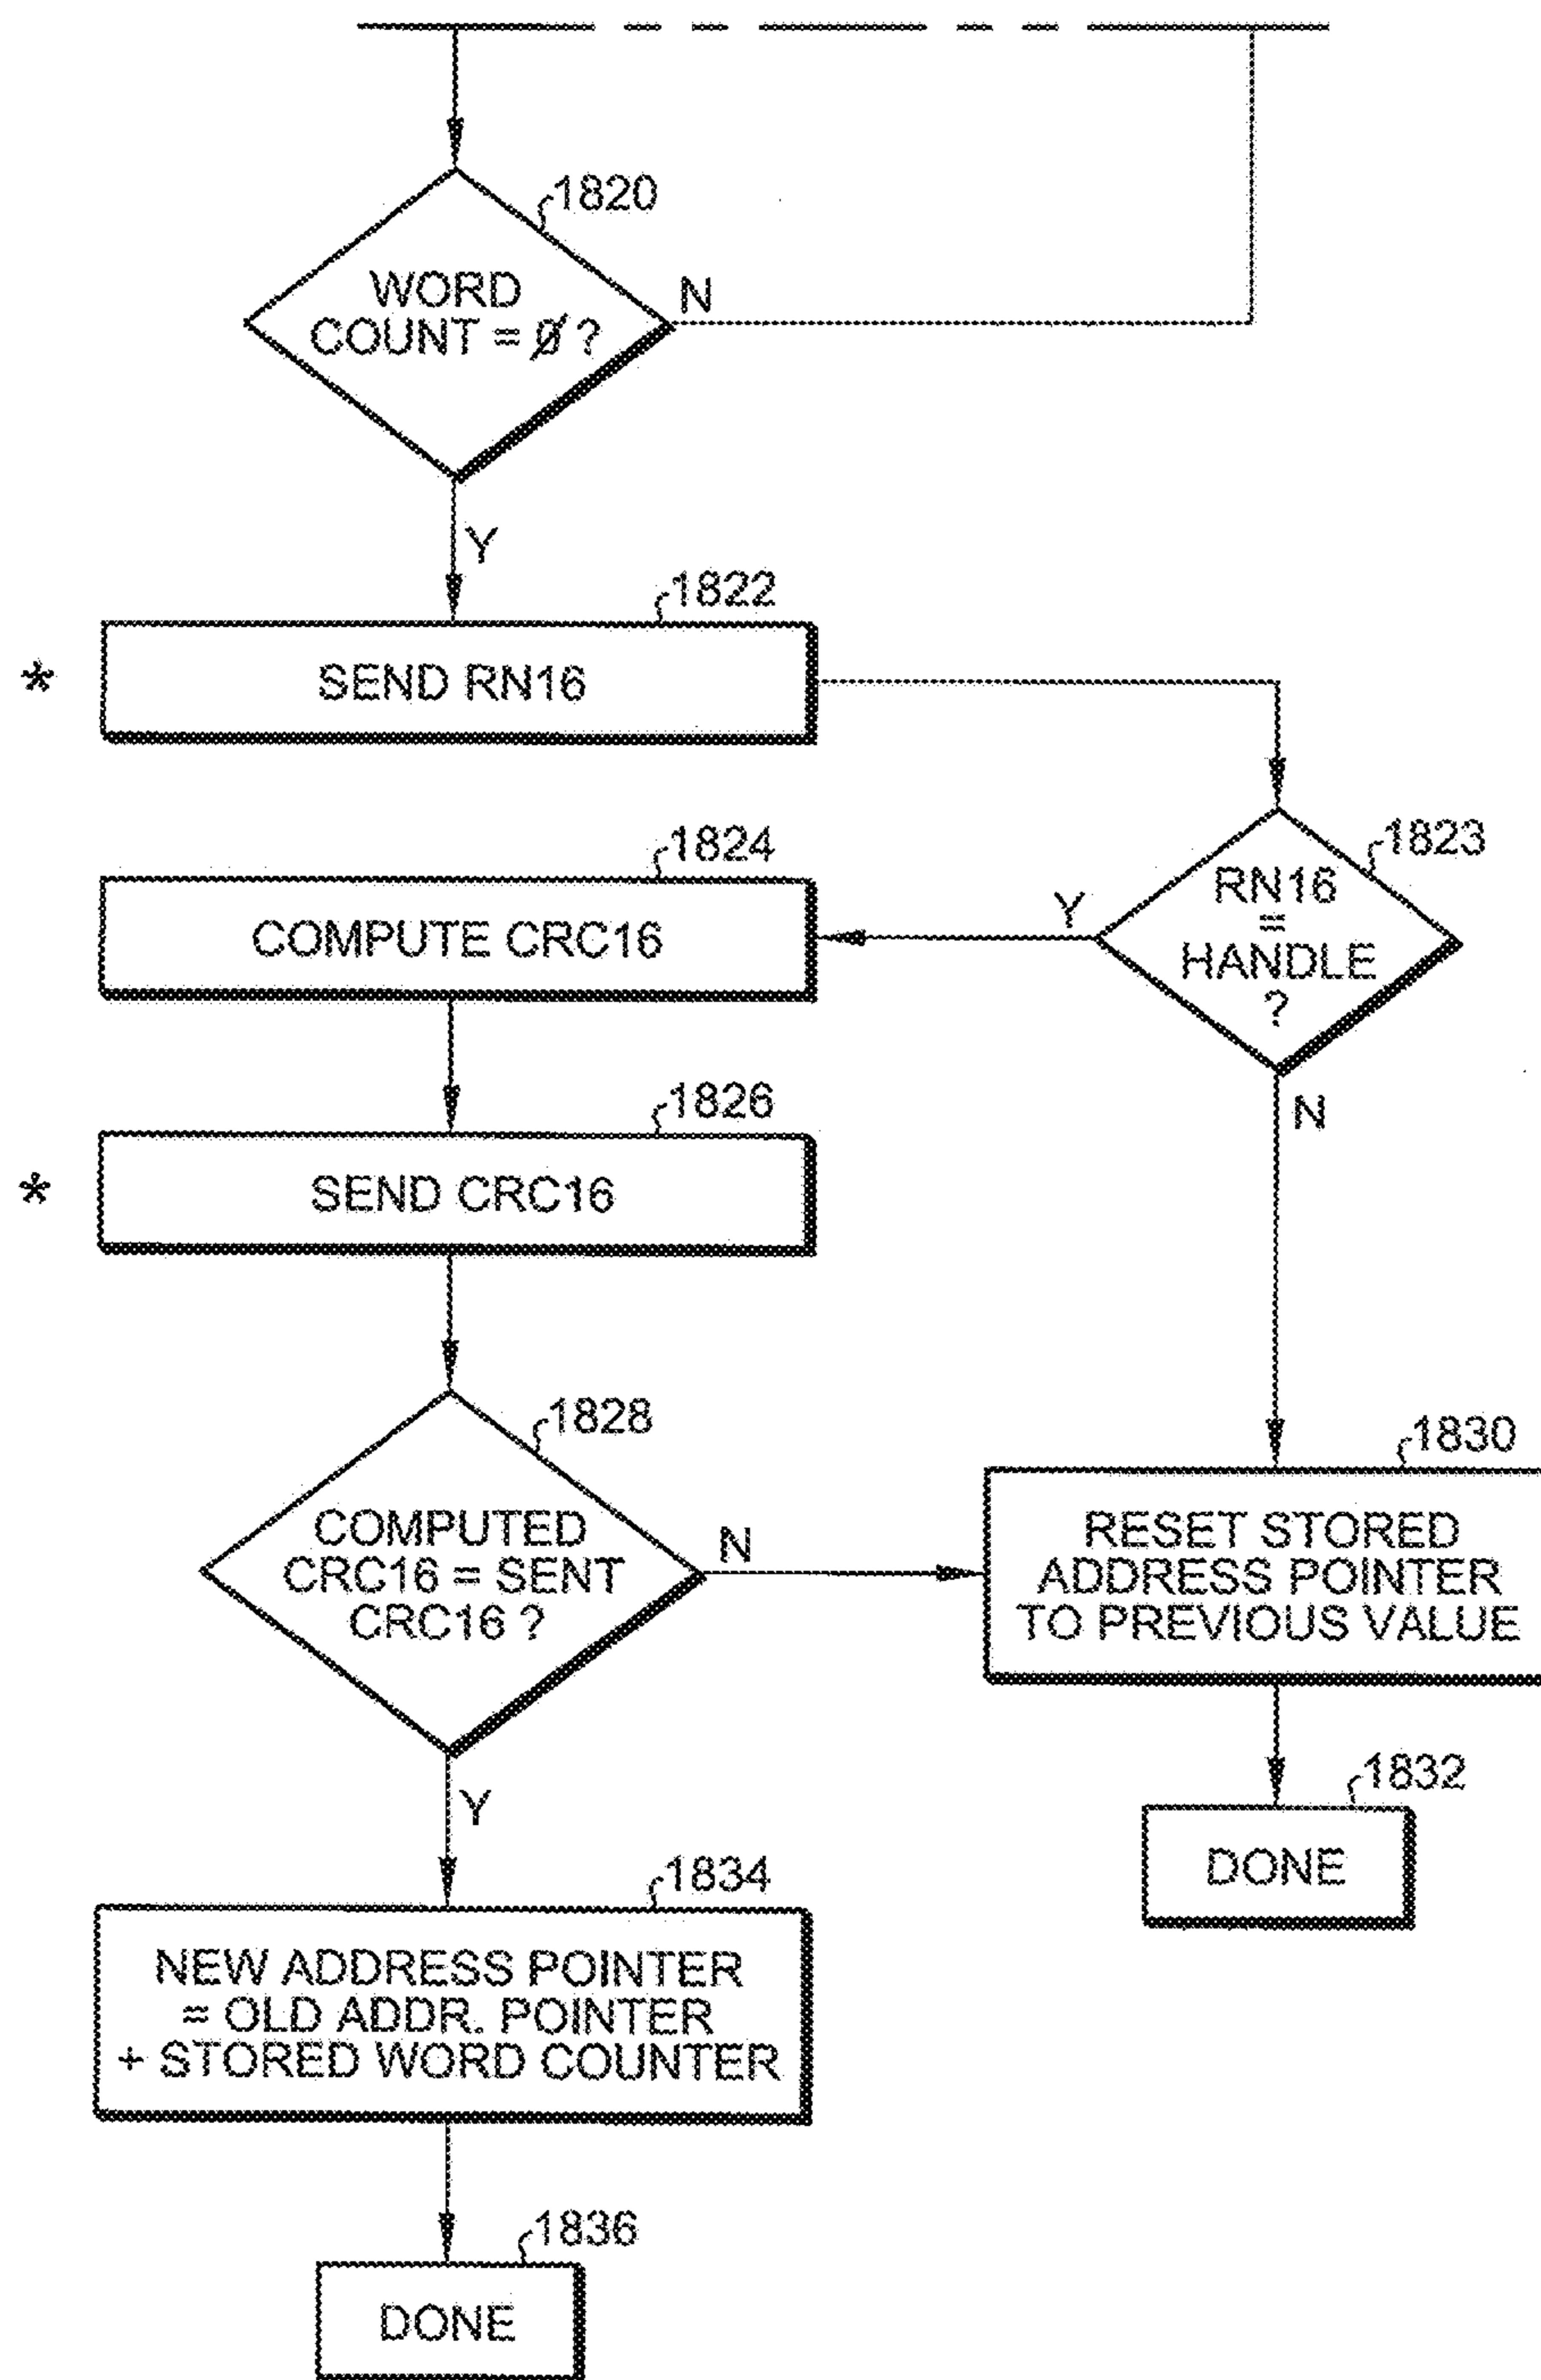 1820
WORD
COUNT = 0̸ ?
N
Y
1822
* SEND RN16
1823
RN16
=
HANDLE
?
Y
N
1824
COMPUTE CRC16
1826
* SEND CRC16
1828
COMPUTED
CRC16 = SENT
CRC16 ?
N
Y
1830
RESET STORED
ADDRESS POINTER
TO PREVIOUS VALUE
1832
DONE
1834
NEW ADDRESS POINTER
= OLD ADDR. POINTER
+ STORED WORD COUNTER
1836
DONE